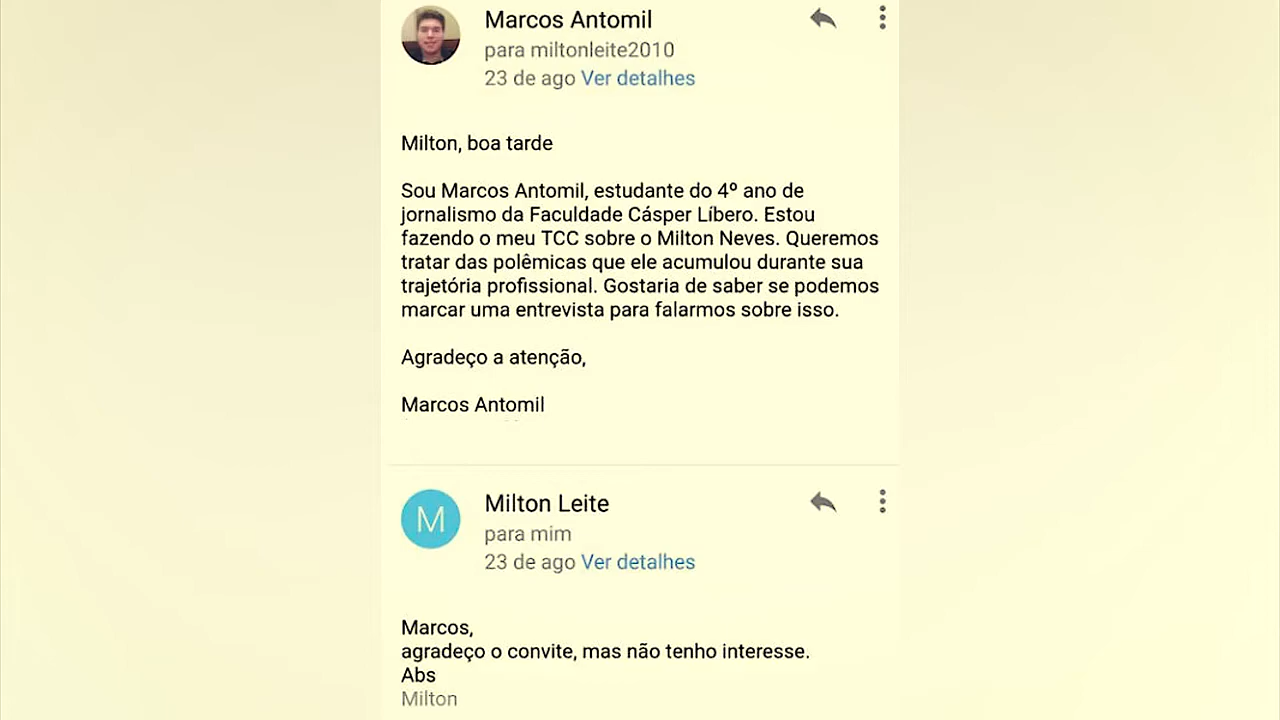 Marcos Antomil
para miltonleite2010
23 de ago Ver detalhes
Milton, boa tarde
Sou Marcos Antomil, estudante do 4º ano de
jornalismo da Faculdade Cásper Líbero. Estou
fazendo o meu TCC sobre o Milton Neves. Queremos
tratar das polêmicas que ele acumulou durante sua
trajetória profissional. Gostaria de saber se podemos
marcar uma entrevista para falarmos sobre isso.
Agradeço a atenção,
Marcos Antomil
M
Milton Leite
para mim
23 de ago Ver detalhes
Marcos,
agradeço o convite, mas não tenho interesse.
Abs
Milton